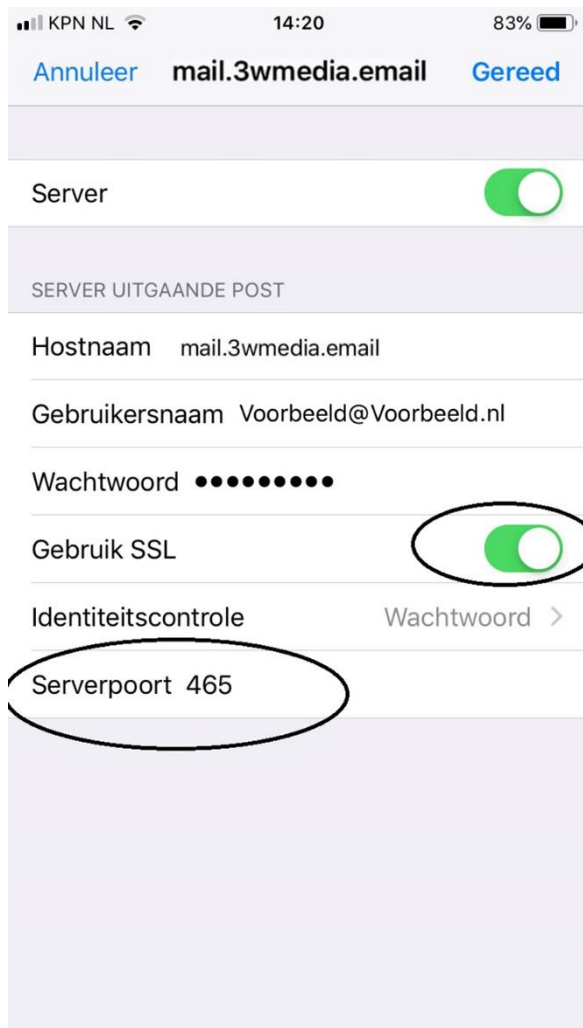 KPN NL 14:20 83%
Annuleer mail.3wmedia.email Gereed
Server
SERVER UITGAANDE POST
Hostnaam mail.3wmedia.email
Gebruikersnaam Voorbeeld@Voorbeeld.nl
Wachtwoord ●●●●●●●●●
Gebruik SSL
Identiteitscontrole Wachtwoord >
Serverpoort 465